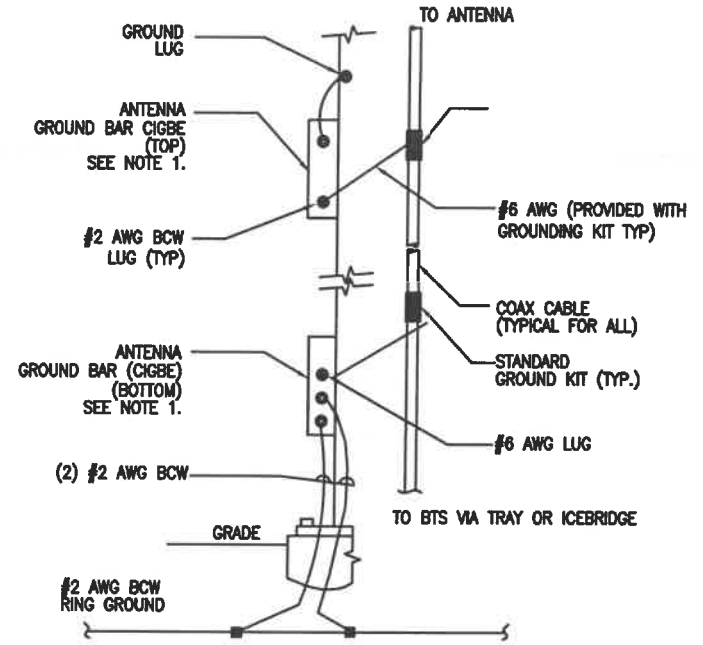 TO ANTENNA
GROUND
LUG
ANTENNA
GROUND BAR CIGBE
(TOP)
SEE NOTE 1.
#6 AWG (PROVIDED WITH
GROUNDING KIT TYP)
#2 AWG BCW
LUG (TYP)
COAX CABLE
(TYPICAL FOR ALL)
ANTENNA
GROUND BAR (CIGBE)
(BOTTOM)
SEE NOTE 1.
STANDARD
GROUND KIT (TYP.)
#6 AWG LUG
(2) #2 AWG BCW
TO BTS VIA TRAY OR ICEBRIDGE
GRADE
#2 AWG BCW
RING GROUND